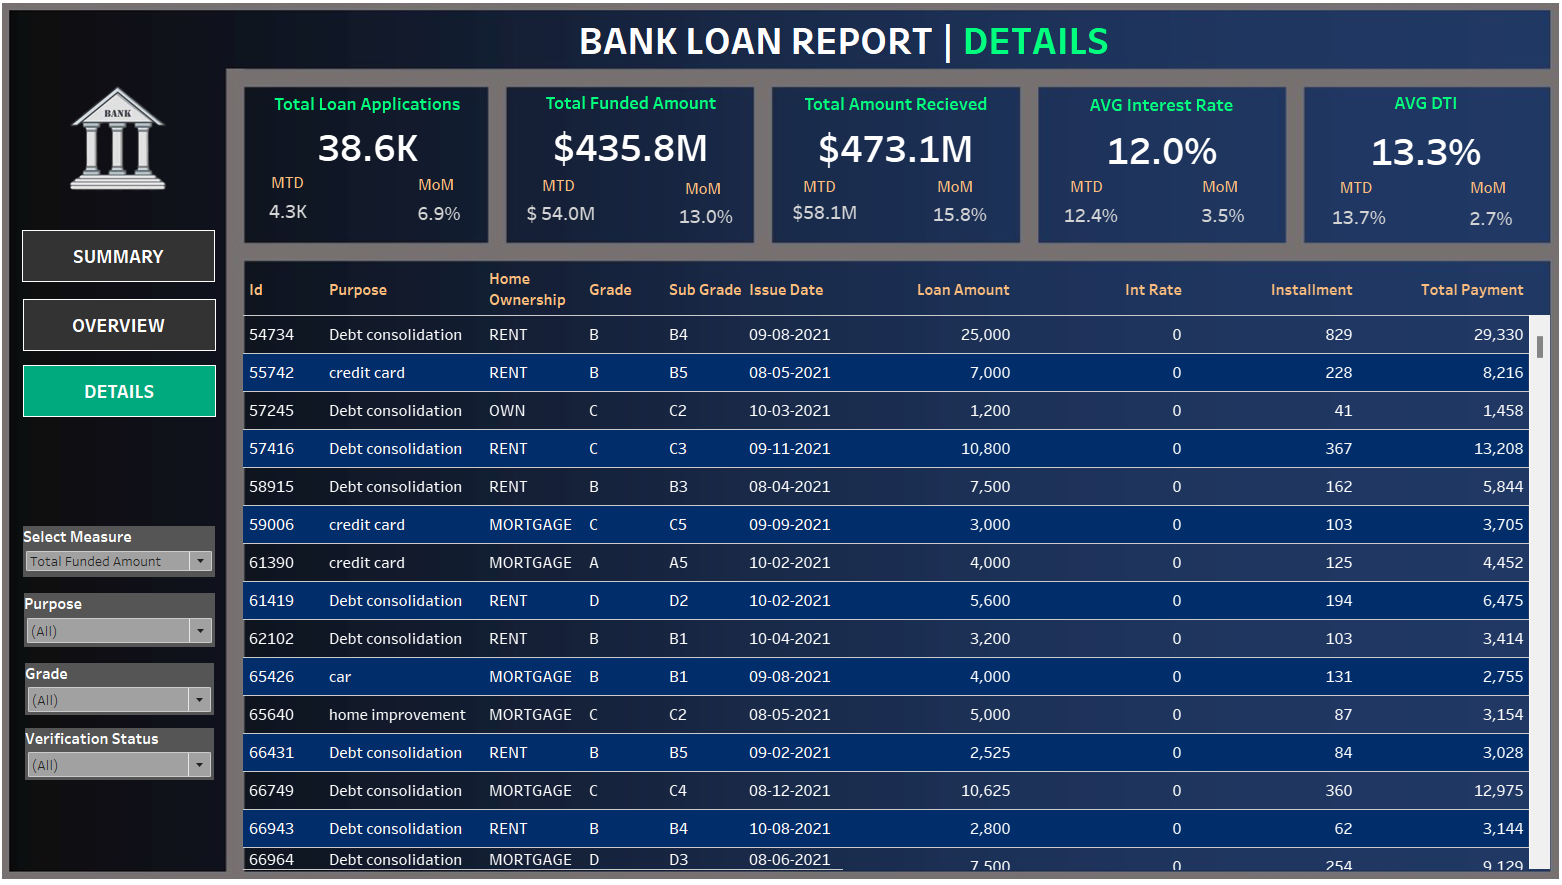 BANK LOAN REPORT | DETAILS
BANK
SUMMARY
OVERVIEW
DETAILS
Select Measure
Total Funded Amount
Purpose
(All)
Grade
(All)
Verification Status
(All)
Total Loan Applications
38.6K
MTD MoM
4.3K 6.9%
Total Funded Amount
$435.8M
MTD MoM
$ 54.0M 13.0%
Total Amount Recieved
$473.1M
MTD MoM
$58.1M 15.8%
AVG Interest Rate
12.0%
MTD MoM
12.4% 3.5%
AVG DTI
13.3%
MTD MoM
13.7% 2.7%
Id Purpose Home Ownership Grade Sub Grade Issue Date Loan Amount Int Rate Installment Total Payment
54734 Debt consolidation RENT B B4 09-08-2021 25,000 0 829 29,330
55742 credit card RENT B B5 08-05-2021 7,000 0 228 8,216
57245 Debt consolidation OWN C C2 10-03-2021 1,200 0 41 1,458
57416 Debt consolidation RENT C C3 09-11-2021 10,800 0 367 13,208
58915 Debt consolidation RENT B B3 08-04-2021 7,500 0 162 5,844
59006 credit card MORTGAGE C C5 09-09-2021 3,000 0 103 3,705
61390 credit card MORTGAGE A A5 10-02-2021 4,000 0 125 4,452
61419 Debt consolidation RENT D D2 10-02-2021 5,600 0 194 6,475
62102 Debt consolidation RENT B B1 10-04-2021 3,200 0 103 3,414
65426 car MORTGAGE B B1 09-08-2021 4,000 0 131 2,755
65640 home improvement MORTGAGE C C2 08-05-2021 5,000 0 87 3,154
66431 Debt consolidation RENT B B5 09-02-2021 2,525 0 84 3,028
66749 Debt consolidation MORTGAGE C C4 08-12-2021 10,625 0 360 12,975
66943 Debt consolidation RENT B B4 10-08-2021 2,800 0 62 3,144
66964 Debt consolidation MORTGAGE D D3 08-06-2021 7,500 0 254 9,129